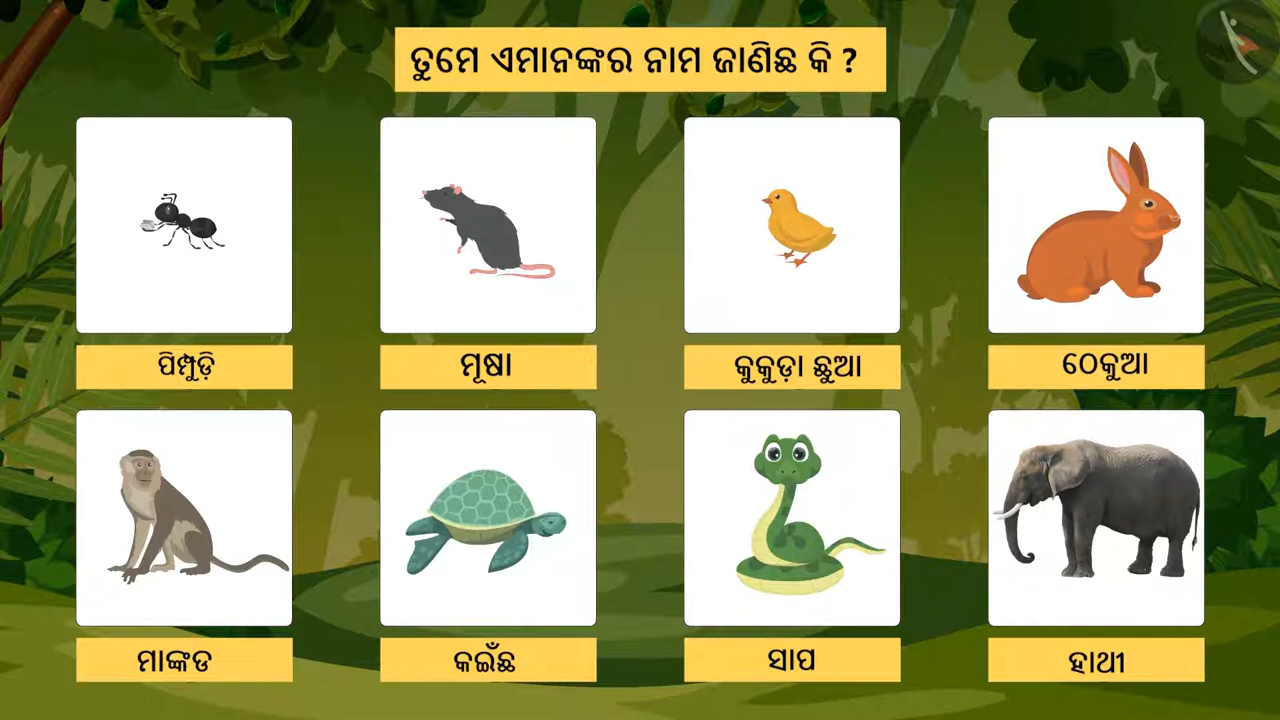 ତୁମେ ଏମାନଙ୍କର ନାମ ଜାଣିଛ କି ?
ପିମ୍ପୁଡ଼ି
ମୂଷା
କୁକୁଡ଼ା ଛୁଆ
ଠେକୁଆ
ମାଙ୍କଡ
କଇଁଛ
ସାପ
ହାଥୀ